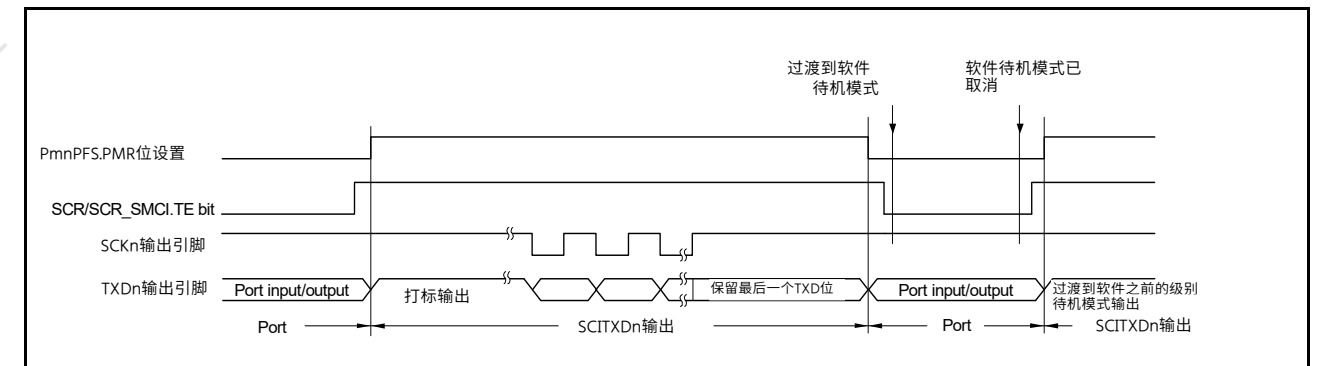 过渡到软件
待机模式
软件待机模式已
取消
PmnPFS.PMR位设置
SCR/SCR_SMCI.TE bit
SCKn输出引脚
TXDn输出引脚
Port input/output
打标输出
保留最后一个TXD位
Port input/output
过渡到软件之前的级别
待机模式输出
Port
SCITXDn输出
Port
SCITXDn输出